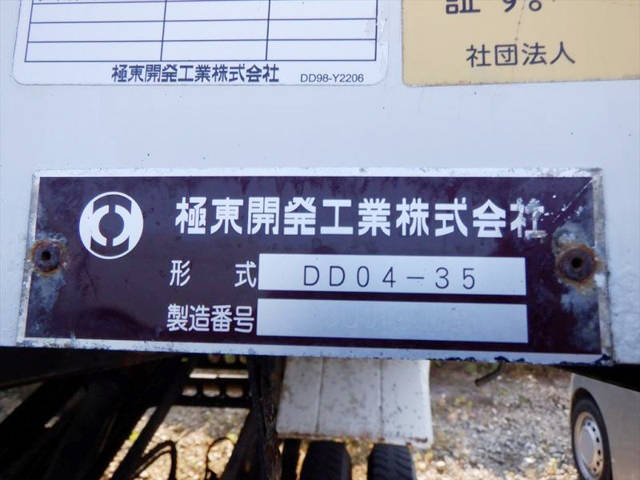 極東開発工業株式会社 DD98-Y2206
証す。
社団法人
極東開発工業株式会社
形式 DD04-35
製造番号